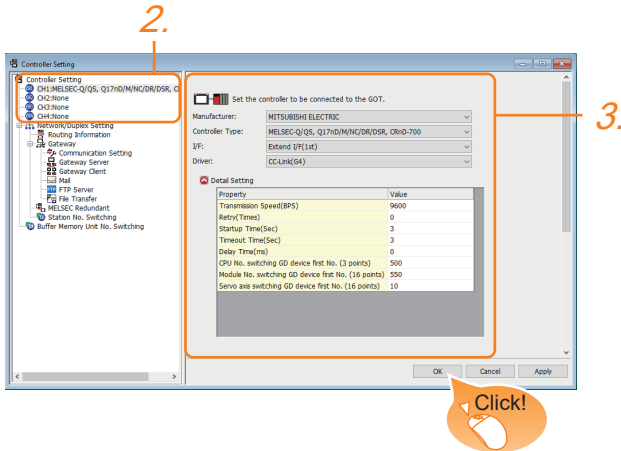 2.
Controller Setting
Controller Setting
CH1:MELSEC-Q/QS, Q17nD/M/NC/DR/DSR, C
CH2:None
CH3:None
CH4:None
Network/Duplex Setting
Routing Information
Gateway
Communication Setting
Gateway Server
Gateway Client
Mail
FTP Server
File Transfer
MELSEC Redundant
Station No. Switching
Buffer Memory Unit No. Switching
Set the controller to be connected to the GOT.
Manufacturer: MITSUBISHI ELECTRIC
Controller Type: MELSEC-Q/QS, Q17nD/M/NC/DR/DSR, CRnD-700
I/F: Extend I/F(1st)
Driver: CC-Link(G4)
Detail Setting
Property Value
Transmission Speed(BPS) 9600
Retry(Times) 0
Startup Time(Sec) 3
Timeout Time(Sec) 3
Delay Time(ms) 0
CPU No. switching GD device first No. (3 points) 500
Module No. switching GD device first No. (16 points) 550
Servo axis switching GD device first No. (16 points) 10
3.
OK Cancel Apply
Click!